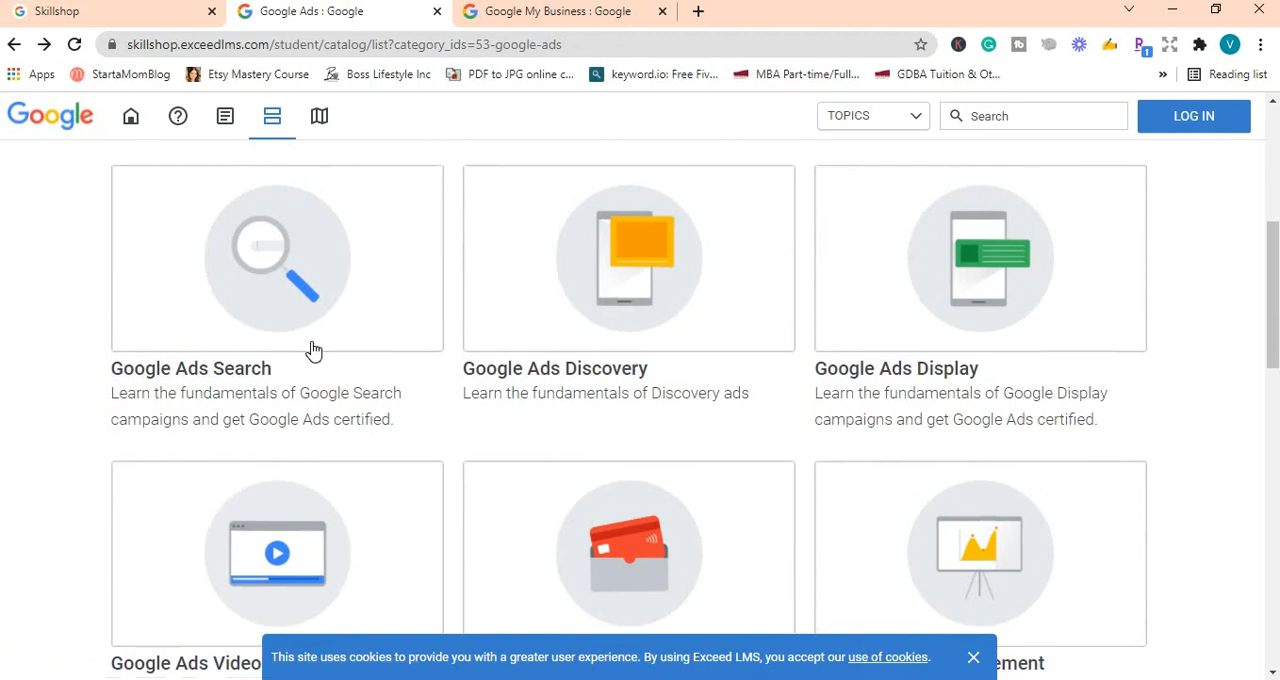 Skillshop
Google Ads : Google
Google My Business : Google
skillshop.exceedlms.com/student/catalog/list?category_ids=53-google-ads
Apps
StartaMomBlog
Etsy Mastery Course
Boss Lifestyle Inc
PDF to JPG online c...
keyword.io: Free Fiv...
MBA Part-time/Full...
GDBA Tuition & Ot...
Reading list
Google
TOPICS
Search
LOG IN
Google Ads Search
Learn the fundamentals of Google Search
campaigns and get Google Ads certified.
Google Ads Discovery
Learn the fundamentals of Discovery ads
Google Ads Display
Learn the fundamentals of Google Display
campaigns and get Google Ads certified.
Google Ads Video
ement
This site uses cookies to provide you with a greater user experience. By using Exceed LMS, you accept our use of cookies.